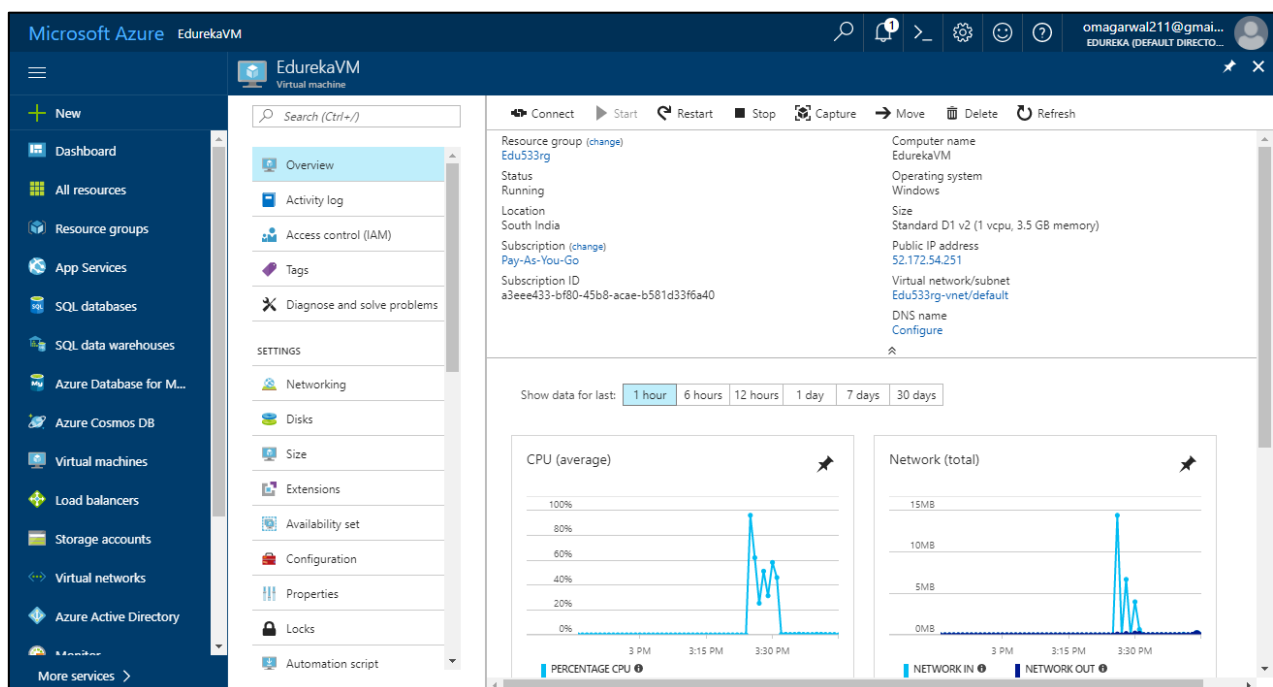 Microsoft Azure EdurekaVM
1
omagarwal211@gmai...
EDUREKA (DEFAULT DIRECTO...
EdurekaVM
Virtual machine
New
Dashboard
All resources
Resource groups
App Services
SQL databases
SQL data warehouses
Azure Database for M...
Azure Cosmos DB
Virtual machines
Load balancers
Storage accounts
Virtual networks
Azure Active Directory
Monitor
More services >
Search (Ctrl+/)
Overview
Activity log
Access control (IAM)
Tags
Diagnose and solve problems
SETTINGS
Networking
Disks
Size
Extensions
Availability set
Configuration
Properties
Locks
Automation script
Connect Start Restart Stop Capture Move Delete Refresh
Resource group (change)
Edu533rg
Status
Running
Location
South India
Subscription (change)
Pay-As-You-Go
Subscription ID
a3eee433-bf80-45b8-acae-b581d33f6a40
Computer name
EdurekaVM
Operating system
Windows
Size
Standard D1 v2 (1 vcpu, 3.5 GB memory)
Public IP address
52.172.54.251
Virtual network/subnet
Edu533rg-vnet/default
DNS name
Configure
Show data for last: 1 hour 6 hours 12 hours 1 day 7 days 30 days
CPU (average)
100%
80%
60%
40%
20%
0%
3 PM 3:15 PM 3:30 PM
PERCENTAGE CPU
Network (total)
15MB
10MB
5MB
0MB
3 PM 3:15 PM 3:30 PM
NETWORK IN NETWORK OUT